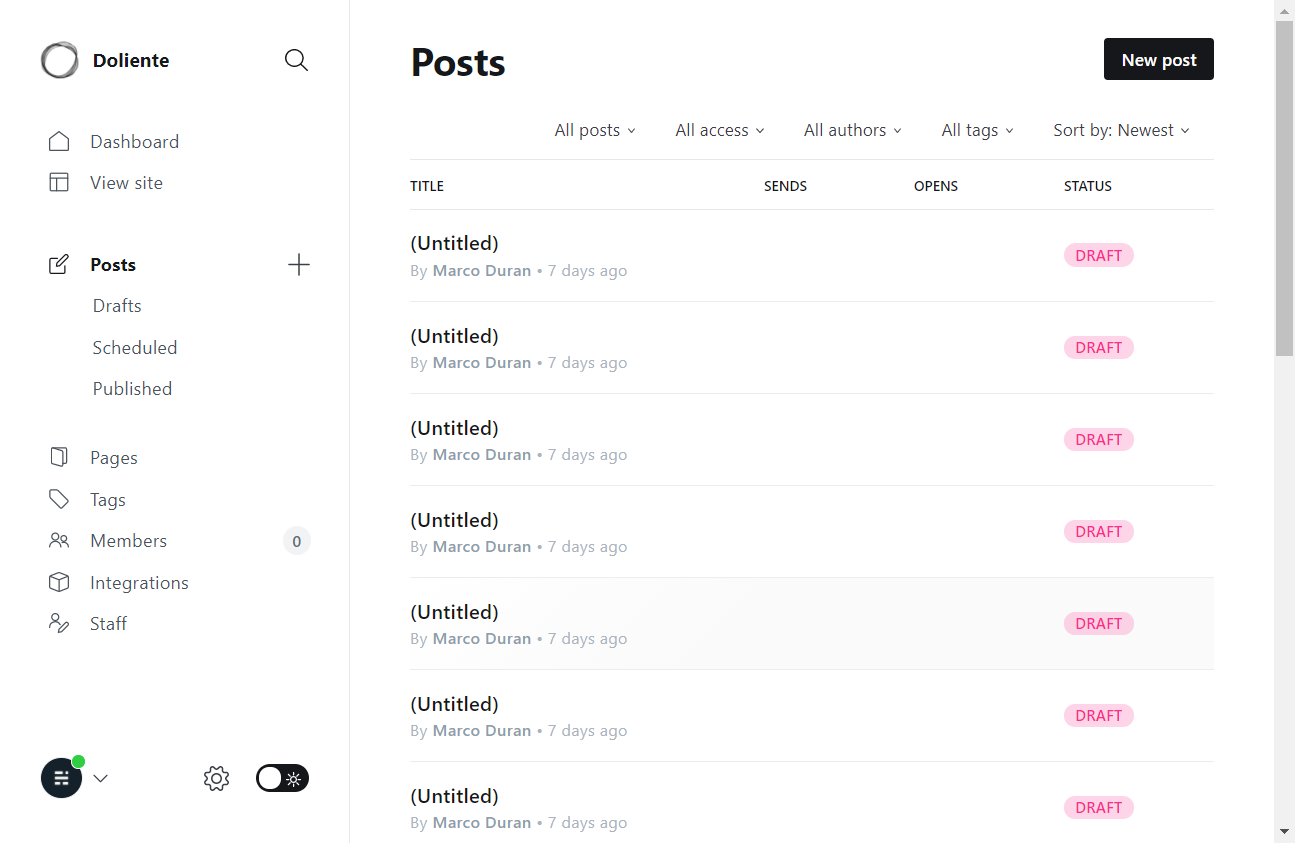 Doliente
Dashboard
View site
Posts
Drafts
Scheduled
Published
Pages
Tags
Members 0
Integrations
Staff
Posts
New post
All posts All access All authors All tags Sort by: Newest
TITLE SENDS OPENS STATUS
(Untitled)
By Marco Duran • 7 days ago
DRAFT
(Untitled)
By Marco Duran • 7 days ago
DRAFT
(Untitled)
By Marco Duran • 7 days ago
DRAFT
(Untitled)
By Marco Duran • 7 days ago
DRAFT
(Untitled)
By Marco Duran • 7 days ago
DRAFT
(Untitled)
By Marco Duran • 7 days ago
DRAFT
(Untitled)
By Marco Duran • 7 days ago
DRAFT